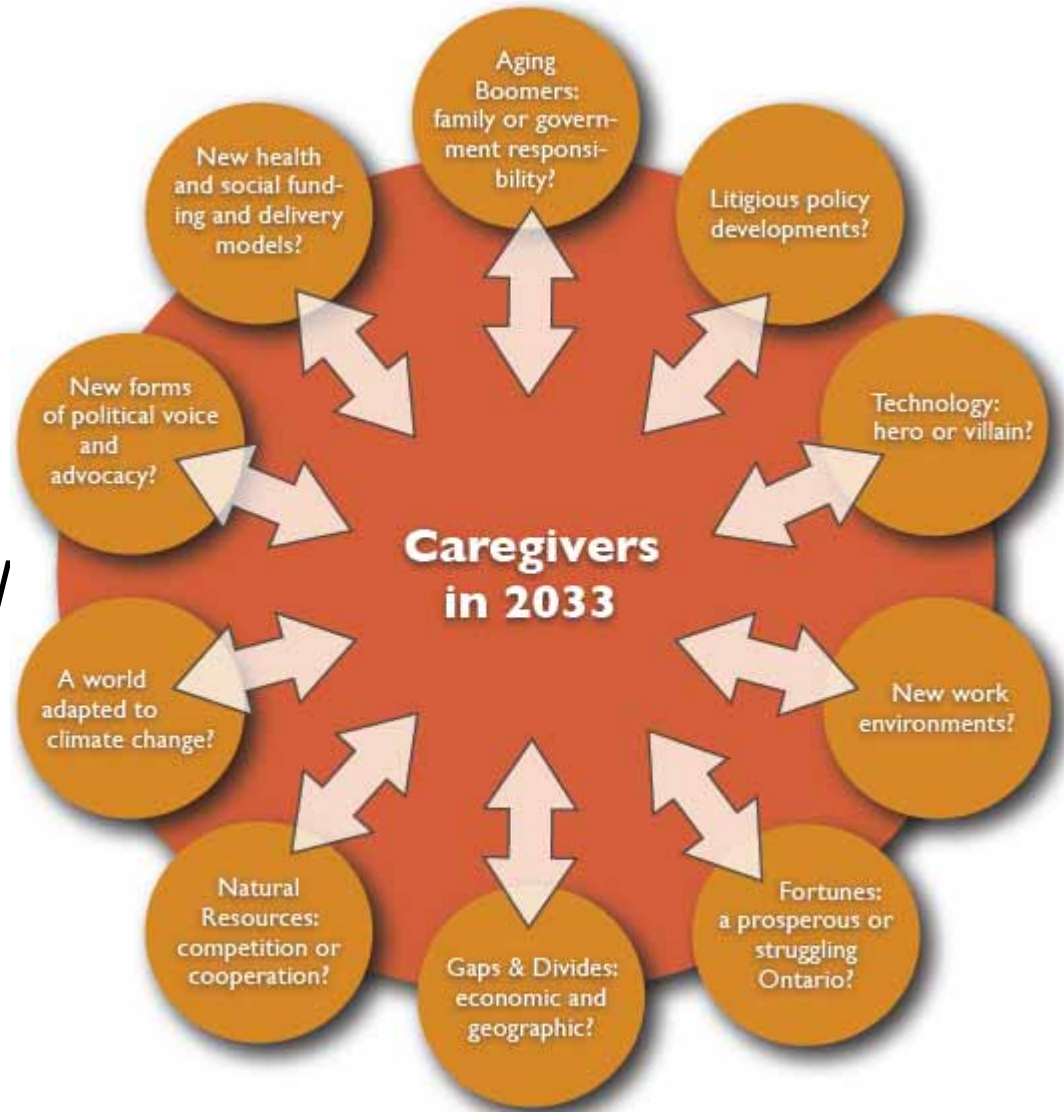 Aging
Boomers:
family or govern-
ment responsi-
bility?
Litigious policy
developments?
Technology:
hero or villain?
New work
environments?
Fortunes:
a prosperous or
struggling
Ontario?
Gaps & Divides:
economic and
geographic?
Natural
Resources:
competition or
cooperation?
A world
adapted to
climate change?
New forms
of political voice
and
advocacy?
New health
and social fund-
ing and delivery
models?
Caregivers
in 2033